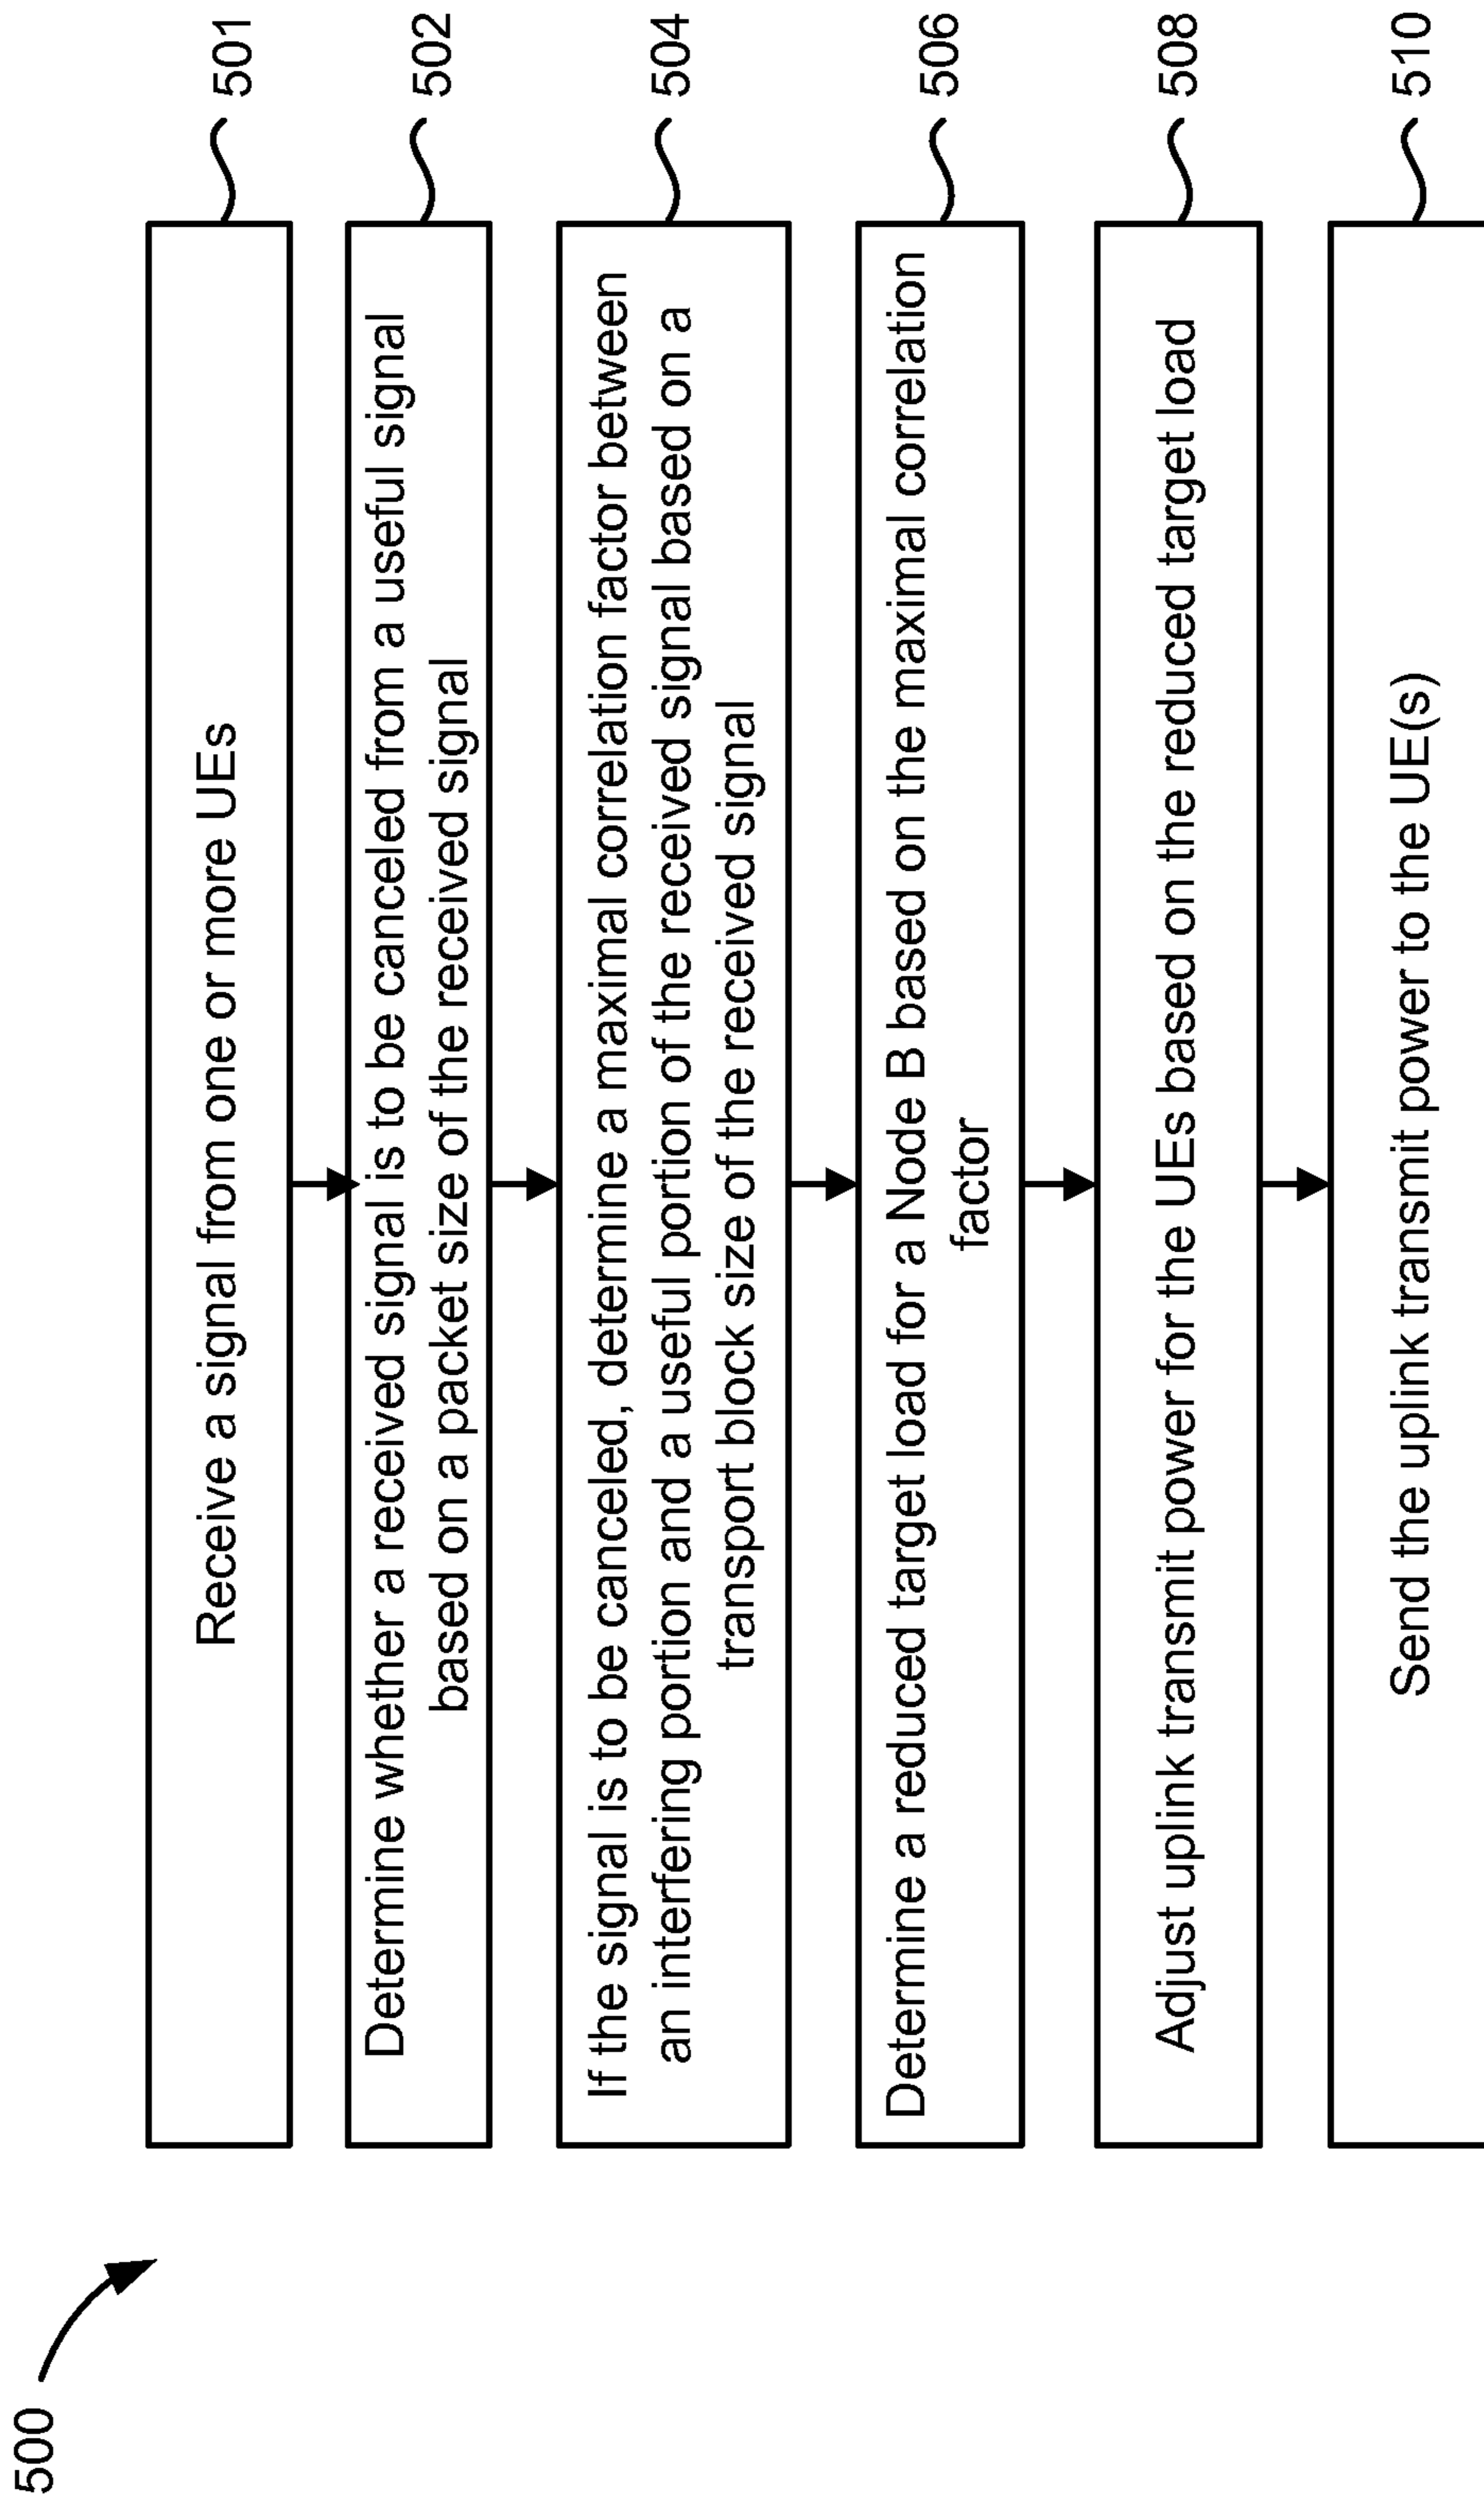 500
Receive a signal from one or more UEs
501
Determine whether a received signal is to be canceled from a useful signal
based on a packet size of the received signal
502
If the signal is to be canceled, determine a maximal correlation factor between
an interfering portion and a useful portion of the received signal based on a
transport block size of the received signal
504
Determine a reduced target load for a Node B based on the maximal correlation
factor
506
Adjust uplink transmit power for the UEs based on the reduced target load
508
Send the uplink transmit power to the UE(s)
510